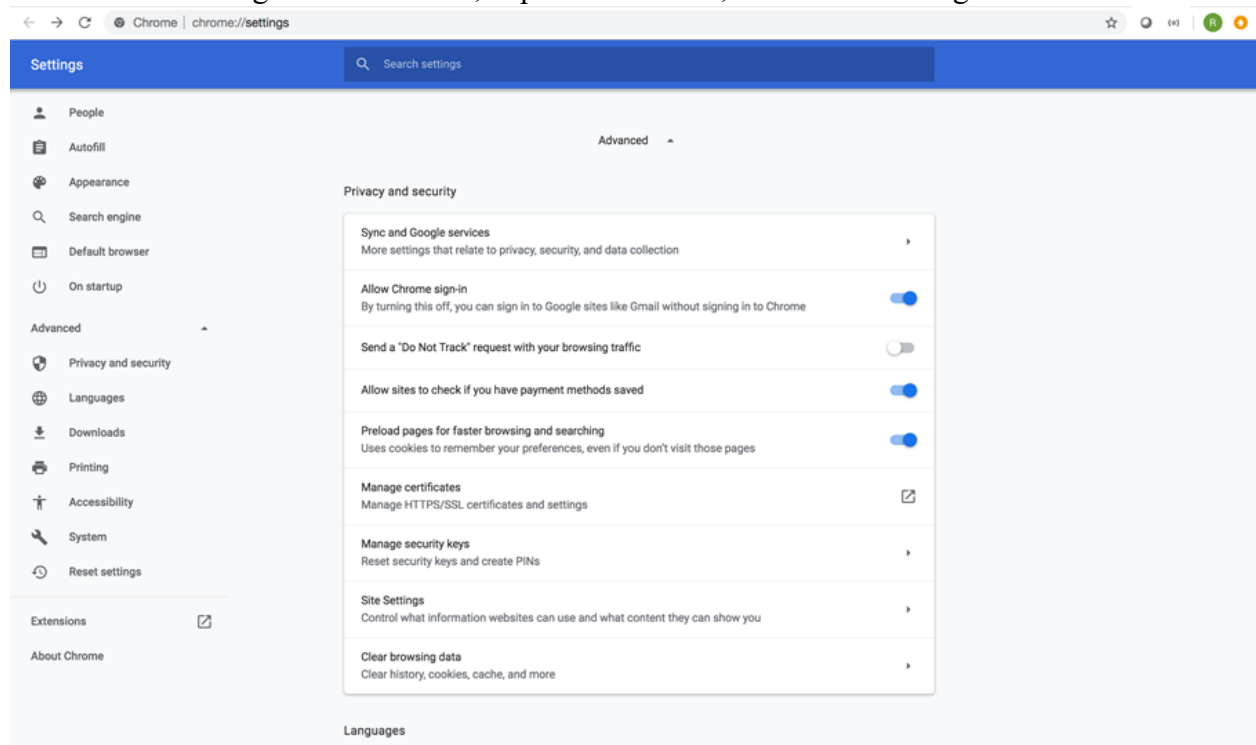 Chrome | chrome://settings
R
Settings
Search settings
People
Autofill
Appearance
Search engine
Default browser
On startup
Advanced
Privacy and security
Languages
Downloads
Printing
Accessibility
System
Reset settings
Extensions
About Chrome
Advanced
Privacy and security
Sync and Google services
More settings that relate to privacy, security, and data collection
Allow Chrome sign-in
By turning this off, you can sign in to Google sites like Gmail without signing in to Chrome
Send a "Do Not Track" request with your browsing traffic
Allow sites to check if you have payment methods saved
Preload pages for faster browsing and searching
Uses cookies to remember your preferences, even if you don't visit those pages
Manage certificates
Manage HTTPS/SSL certificates and settings
Manage security keys
Reset security keys and create PINs
Site Settings
Control what information websites can use and what content they can show you
Clear browsing data
Clear history, cookies, cache, and more
Languages